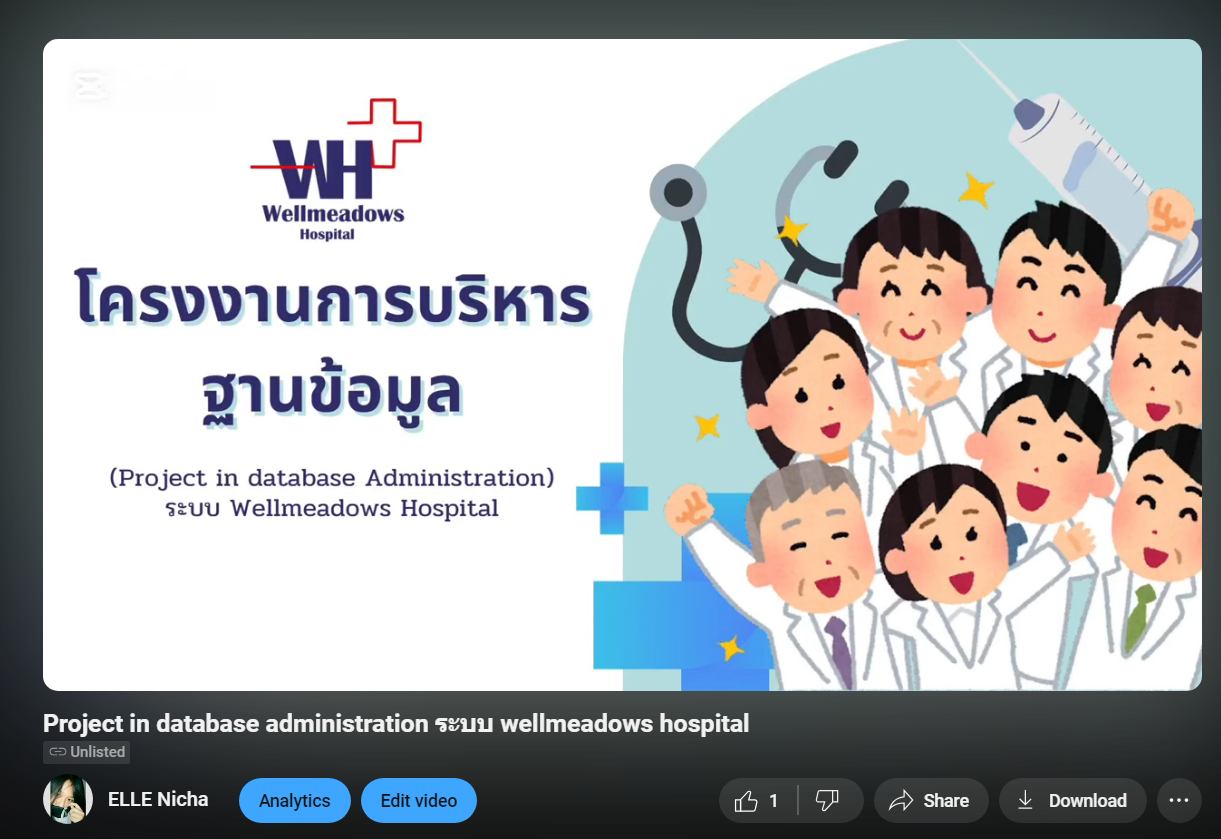 WH
Wellmeadows
Hospital
โครงงานการบริหาร
ฐานข้อมูล
(Project in database Administration)
ระบบ Wellmeadows Hospital
Project in database administration ระบบ wellmeadows hospital
Unlisted
ELLE Nicha
Analytics
Edit video
1
Share
Download